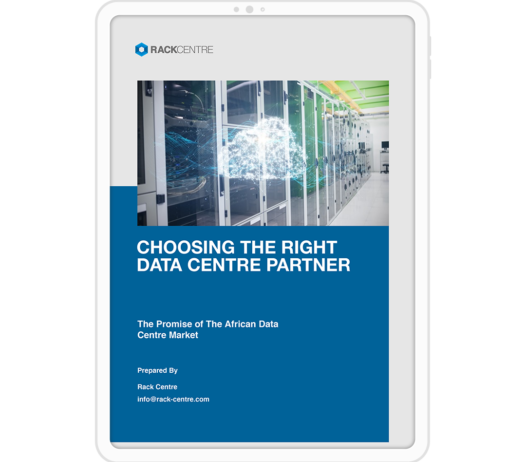 RACKCENTRE
CHOOSING THE RIGHT
DATA CENTRE PARTNER
The Promise of The African Data
Centre Market
Prepared By
Rack Centre
info@rack-centre.com